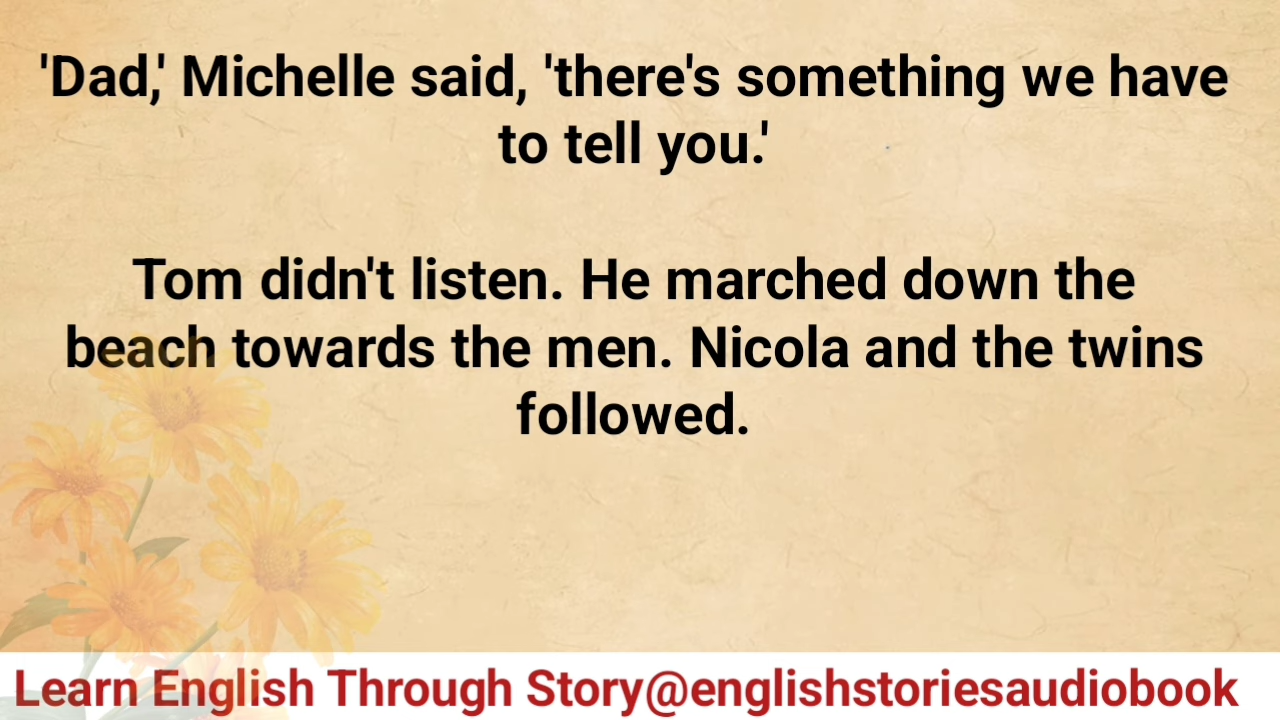 'Dad,' Michelle said, 'there's something we have
to tell you.'
Tom didn't listen. He marched down the
beach towards the men. Nicola and the twins
followed.
Learn English Through Story@englishstoriesaudiobook